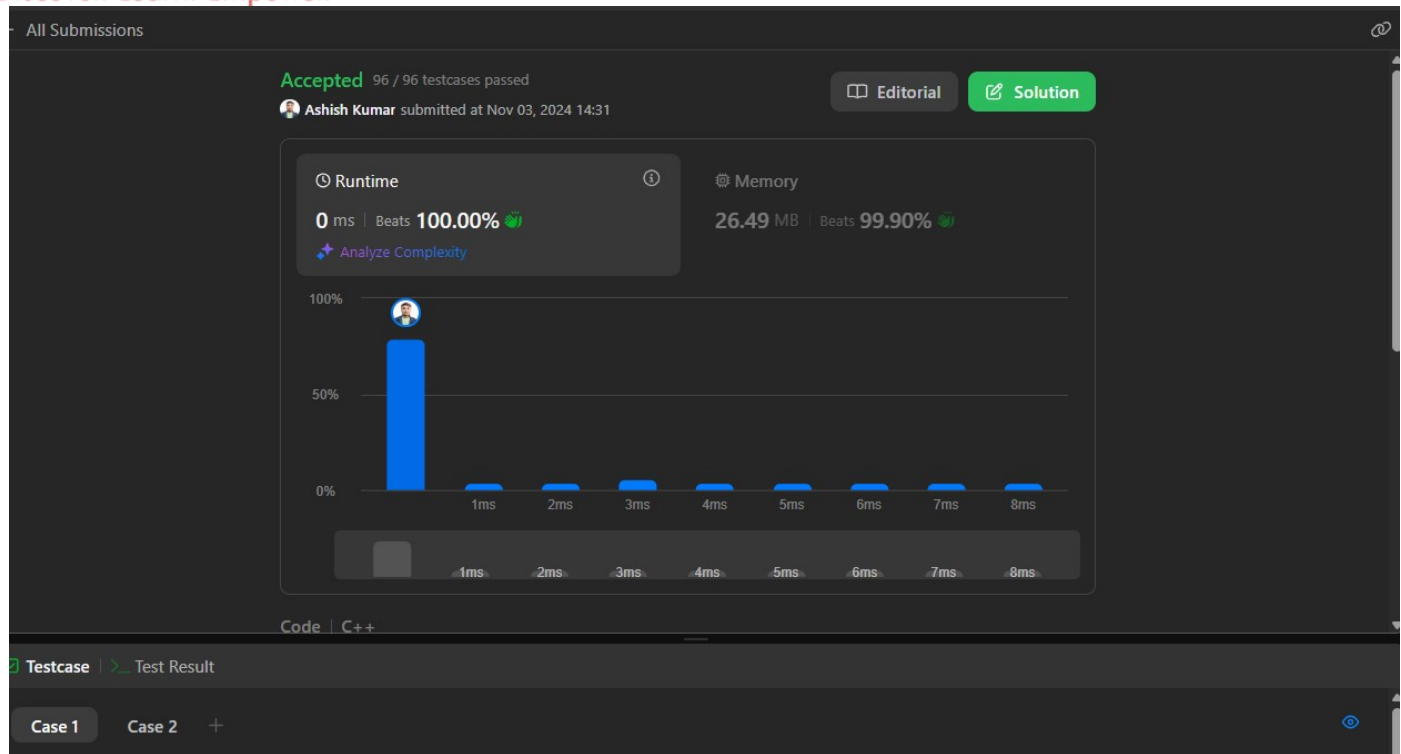 All Submissions
Accepted 96 / 96 testcases passed
Ashish Kumar submitted at Nov 03, 2024 14:31
Editorial
Solution
Runtime
0 ms | Beats 100.00%
Analyze Complexity
Memory
26.49 MB | Beats 99.90%
100%
50%
0%
1ms 2ms 3ms 4ms 5ms 6ms 7ms 8ms
1ms 2ms 3ms 4ms 5ms 6ms 7ms 8ms
Code | C++
Testcase | >_ Test Result
Case 1 Case 2 +